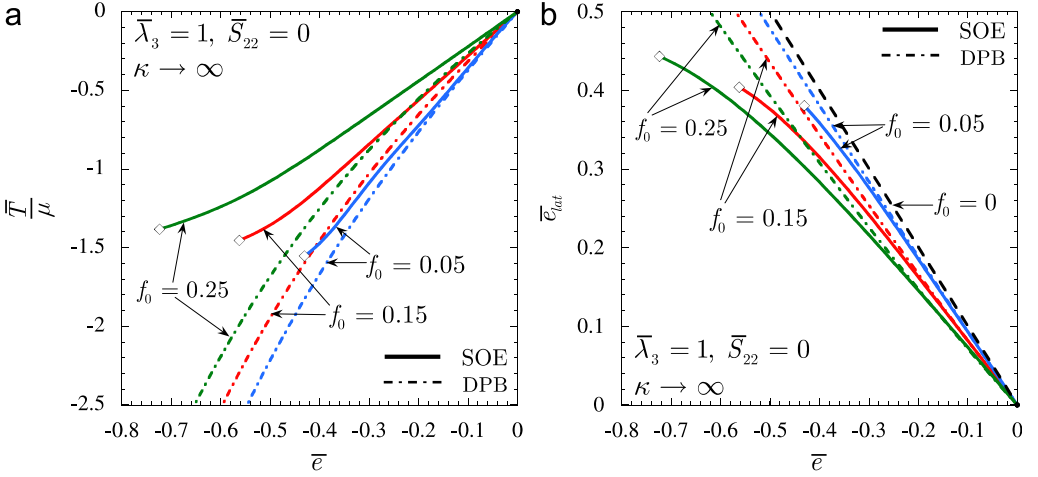 a
0
-0.5
-1
-1.5
-2
-2.5
T̅/μ
λ̅₃ = 1, S̅₂₂ = 0
κ → ∞
f₀ = 0.25
f₀ = 0.15
f₀ = 0.05
SOE
DPB
-0.8 -0.7 -0.6 -0.5 -0.4 -0.3 -0.2 -0.1 0
e̅
b
0.5
0.4
0.3
0.2
0.1
0
e̅ₗₐₜ
SOE
DPB
f₀ = 0.25
f₀ = 0.05
f₀ = 0.15
f₀ = 0
λ̅₃ = 1, S̅₂₂ = 0
κ → ∞
-0.8 -0.7 -0.6 -0.5 -0.4 -0.3 -0.2 -0.1 0
e̅